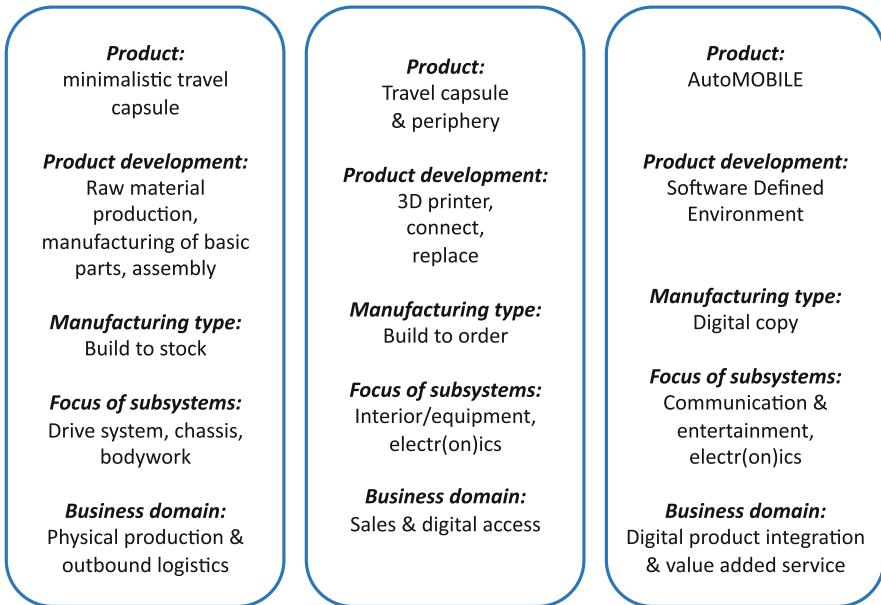 Product:
minimalistic travel
capsule
Product development:
Raw material
production,
manufacturing of basic
parts, assembly
Manufacturing type:
Build to stock
Focus of subsystems:
Drive system, chassis,
bodywork
Business domain:
Physical production &
outbound logistics
Product:
Travel capsule
& periphery
Product development:
3D printer,
connect,
replace
Manufacturing type:
Build to order
Focus of subsystems:
Interior/equipment,
electr(on)ics
Business domain:
Sales & digital access
Product:
AutoMOBILE
Product development:
Software Defined
Environment
Manufacturing type:
Digital copy
Focus of subsystems:
Communication &
entertainment,
electr(on)ics
Business domain:
Digital product integration
& value added service